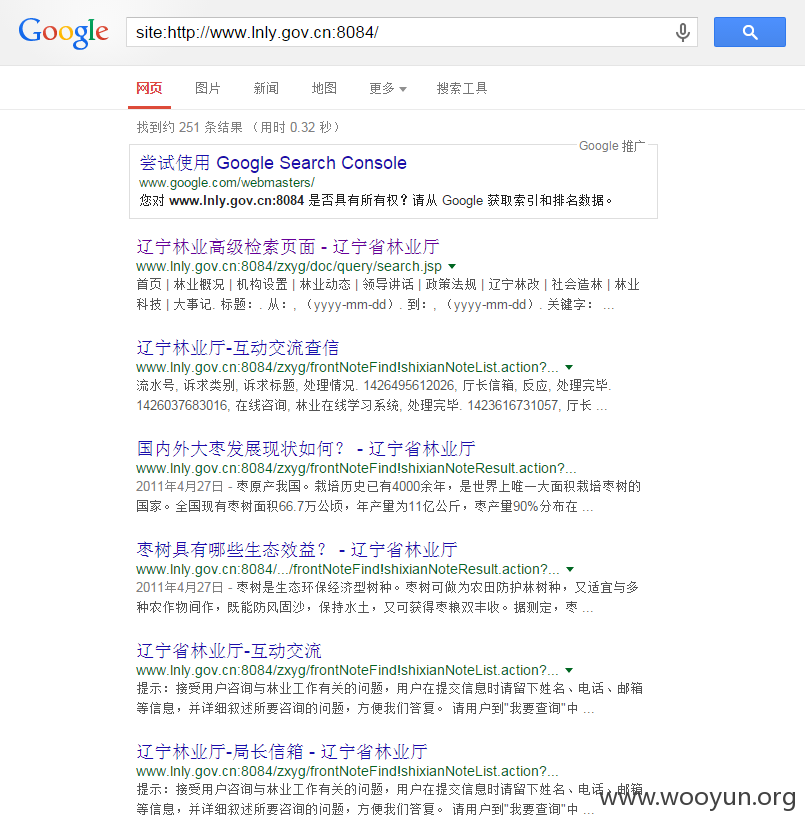 Google
site:http://www.lnly.gov.cn:8084/
网页 图片 新闻 地图 更多 搜索工具
找到约 251 条结果 （用时 0.32 秒）
Google 推广
尝试使用 Google Search Console
www.google.com/webmasters/
您对 www.lnly.gov.cn:8084 是否具有所有权？请从 Google 获取索引和排名数据。
辽宁林业高级检索页面 - 辽宁省林业厅
www.lnly.gov.cn:8084/zxyg/doc/query/search.jsp
首页 | 林业概况 | 机构设置 | 林业动态 | 领导讲话 | 政策法规 | 辽宁林改 | 社会造林 | 林业
科技 | 大事记. 标题：. 从：, （yyyy-mm-dd）. 到：, （yyyy-mm-dd）. 关键字： ...
辽宁林业厅-互动交流查信
www.lnly.gov.cn:8084/zxyg/frontNoteFind!shixianNoteList.action?...
流水号, 诉求类别, 诉求标题, 处理情况. 1426495612026, 厅长信箱, 反应, 处理完毕.
1426037683016, 在线咨询, 林业在线学习系统, 处理完毕. 1423616731057, 厅长 ...
国内外大枣发展现状如何？ - 辽宁省林业厅
www.lnly.gov.cn:8084/zxyg/frontNoteFind!shixianNoteResult.action?...
2011年4月27日 - 枣原产我国。栽培历史已有4000余年，是世界上唯一大面积栽培枣树的
国家。全国现有枣树面积66.7万公顷，年产量为11亿公斤，枣产量90%分布在 ...
枣树具有哪些生态效益？ - 辽宁省林业厅
www.lnly.gov.cn:8084/.../frontNoteFind!shixianNoteResult.action?...
2011年4月27日 - 枣树是生态环保经济型树种。枣树可做为农田防护林树种，又适宜与多
种农作物间作，既能防风固沙，保持水土，又可获得枣粮双丰收。据测定，枣 ...
辽宁省林业厅-互动交流
www.lnly.gov.cn:8084/zxyg/frontNoteFind!shixianNoteList.action?...
提示：接受用户咨询与林业工作有关的问题，用户在提交信息时请留下姓名、电话、邮箱
等信息，并详细叙述所要咨询的问题，方便我们答复。 请用户到"我要查询"中 ...
辽宁林业厅-局长信箱 - 辽宁省林业厅
www.lnly.gov.cn:8084/zxyg/frontNoteFind!shixianNoteList.action?...
提示：接受用户咨询与林业工作有关的问题，用户在提交信息时请留下姓名、电话、邮箱
等信息，并详细叙述所要咨询的问题，方便我们答复。 请用户到"我要查询"中 ...
www.wooyun.org